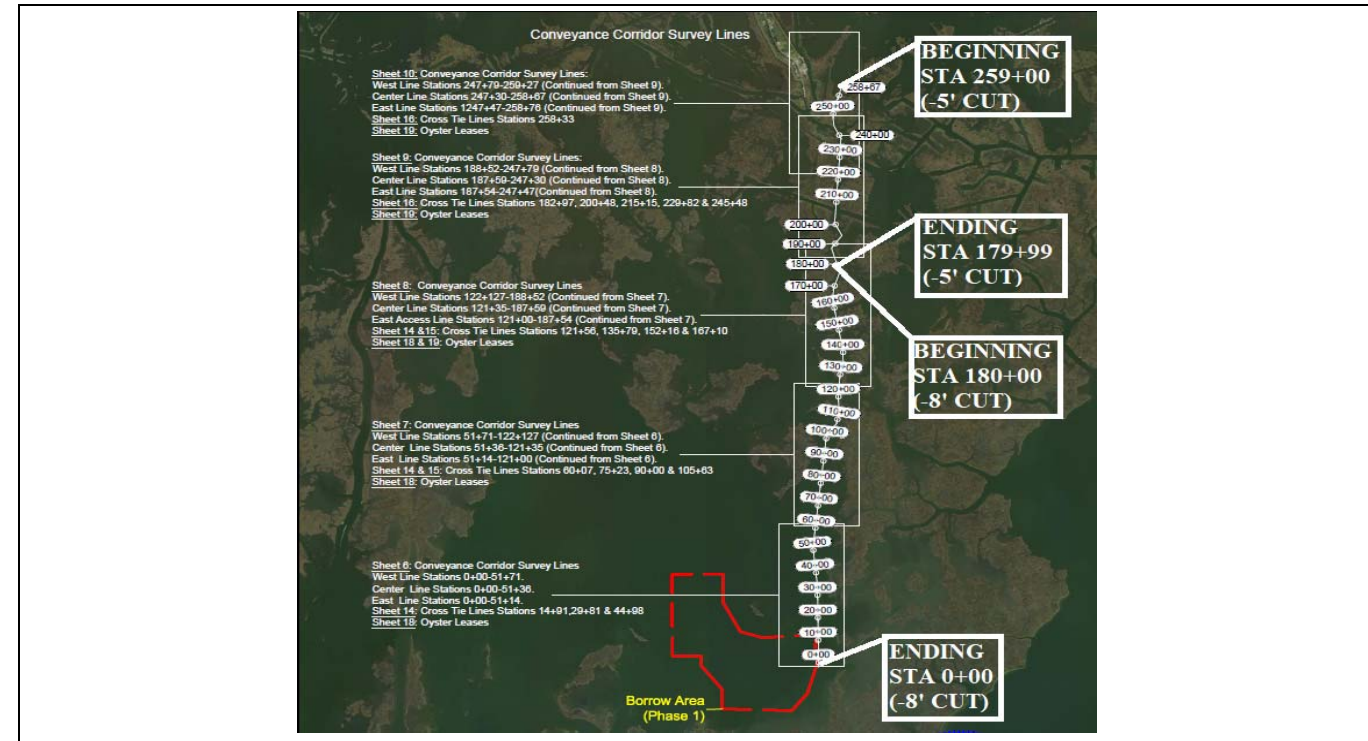 Conveyance Corridor Survey Lines
Sheet 10: Conveyance Corridor Survey Lines:
West Line Stations 247+79-259+27 (Continued from Sheet 9).
Center Line Stations 247+30-258+67 (Continued from Sheet 9).
East Line Stations 1247+47-258+76 (Continued from Sheet 9).
Sheet 16: Cross Tie Lines Stations 258+33
Sheet 19: Oyster Leases
Sheet 9: Conveyance Corridor Survey Lines:
West Line Stations 188+52-247+79 (Continued from Sheet 8).
Center Line Stations 187+59-247+30 (Continued from Sheet 8).
East Line Stations 187+54-247+47(Continued from Sheet 8).
Sheet 16: Cross Tie Lines Stations 182+97, 200+48, 215+15, 229+82 & 245+48
Sheet 19: Oyster Leases
Sheet 8: Conveyance Corridor Survey Lines
West Line Stations 122+127-188+52 (Continued from Sheet 7).
Center Line Stations 121+35-187+59 (Continued from Sheet 7).
East Access Line Stations 121+00-187+54 (Continued from Sheet 7).
Sheet 14 &15: Cross Tie Lines Stations 121+56, 135+79, 152+16 & 167+10
Sheet 18 & 19: Oyster Leases
Sheet 7: Conveyance Corridor Survey Lines
West Line Stations 51+71-122+127 (Continued from Sheet 6).
Center Line Stations 51+36-121+35 (Continued from Sheet 6).
East Line Stations 51+14-121+00 (Continued from Sheet 6).
Sheet 14 & 15: Cross Tie Lines Stations 60+07, 75+23, 90+00 & 105+63
Sheet 18: Oyster Leases
Sheet 6: Conveyance Corridor Survey Lines
West Line Stations 0+00-51+71.
Center Line Stations 0+00-51+36.
East Line Stations 0+00-51+14.
Sheet 14: Cross Tie Lines Stations 14+91,29+81 & 44+98
Sheet 18: Oyster Leases
258+67
250+00
240+00
230+00
220+00
210+00
200+00
190+00
180+00
170+00
160+00
150+00
140+00
130+00
120+00
110+00
100+00
90+00
80+00
70+00
60+00
50+00
40+00
30+00
20+00
10+00
0+00
BEGINNING
STA 259+00
(-5' CUT)
ENDING
STA 179+99
(-5' CUT)
BEGINNING
STA 180+00
(-8' CUT)
ENDING
STA 0+00
(-8' CUT)
Borrow Area
(Phase 1)